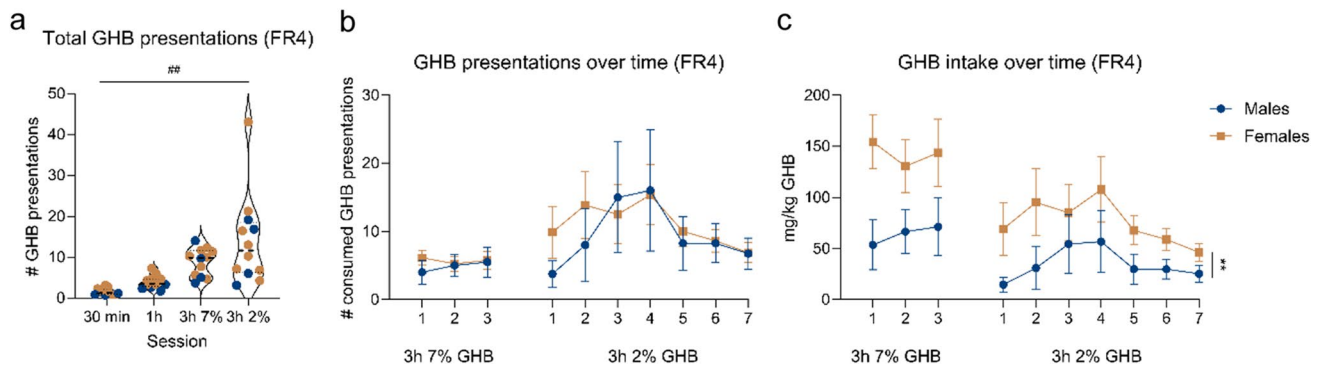 a
Total GHB presentations (FR4)
##
50
40
30
20
10
0
# GHB presentations
30 min 1h 3h 7% 3h 2%
Session
b
GHB presentations over time (FR4)
30
20
10
0
# consumed GHB presentations
1 2 3 1 2 3 4 5 6 7
3h 7% GHB 3h 2% GHB
c
GHB intake over time (FR4)
200
150
100
50
0
mg/kg GHB
1 2 3 1 2 3 4 5 6 7
3h 7% GHB 3h 2% GHB
**
Males
Females